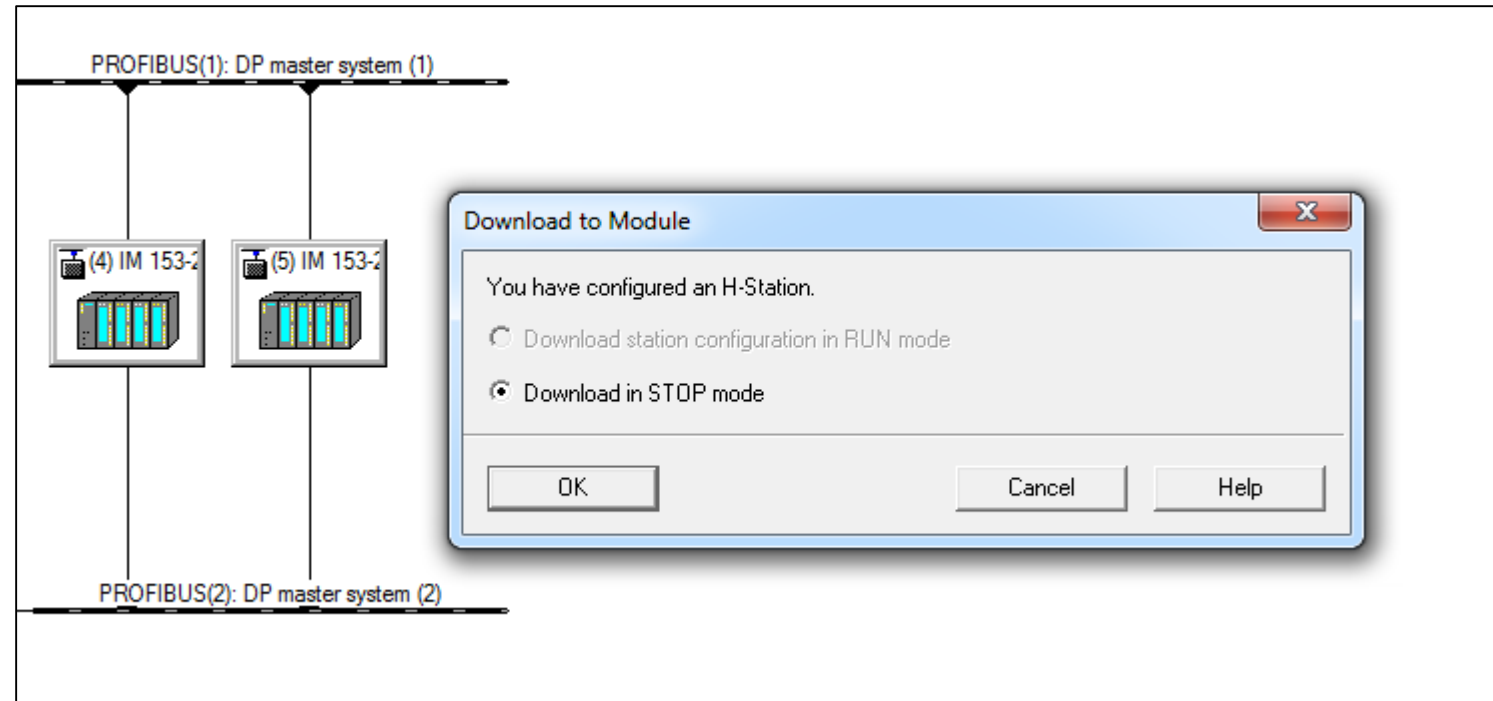 PROFIBUS(1): DP master system (1)
(4) IM 153-2
(5) IM 153-2
Download to Module
You have configured an H-Station.
Download station configuration in RUN mode
Download in STOP mode
OK
Cancel
Help
PROFIBUS(2): DP master system (2)